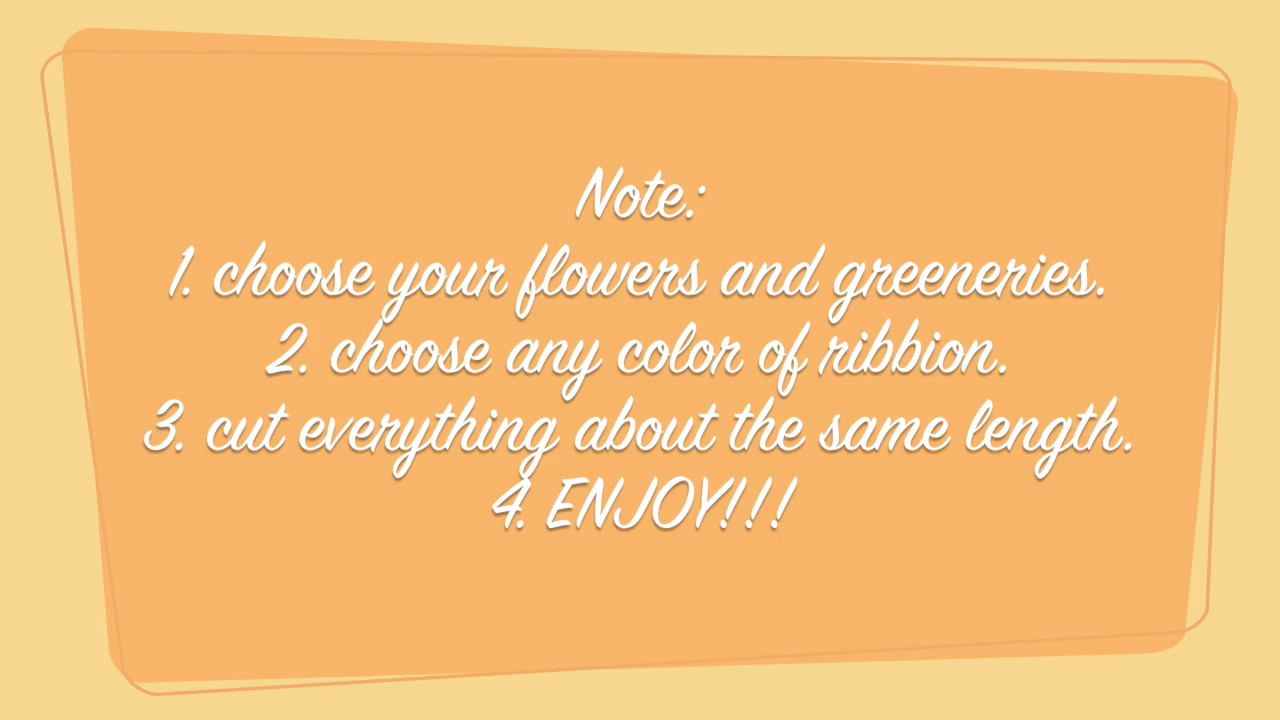 Note:
1. choose your flowers and greeneries.
2. choose any color of ribbion.
3. cut everything about the same length.
4. ENJOY!!!